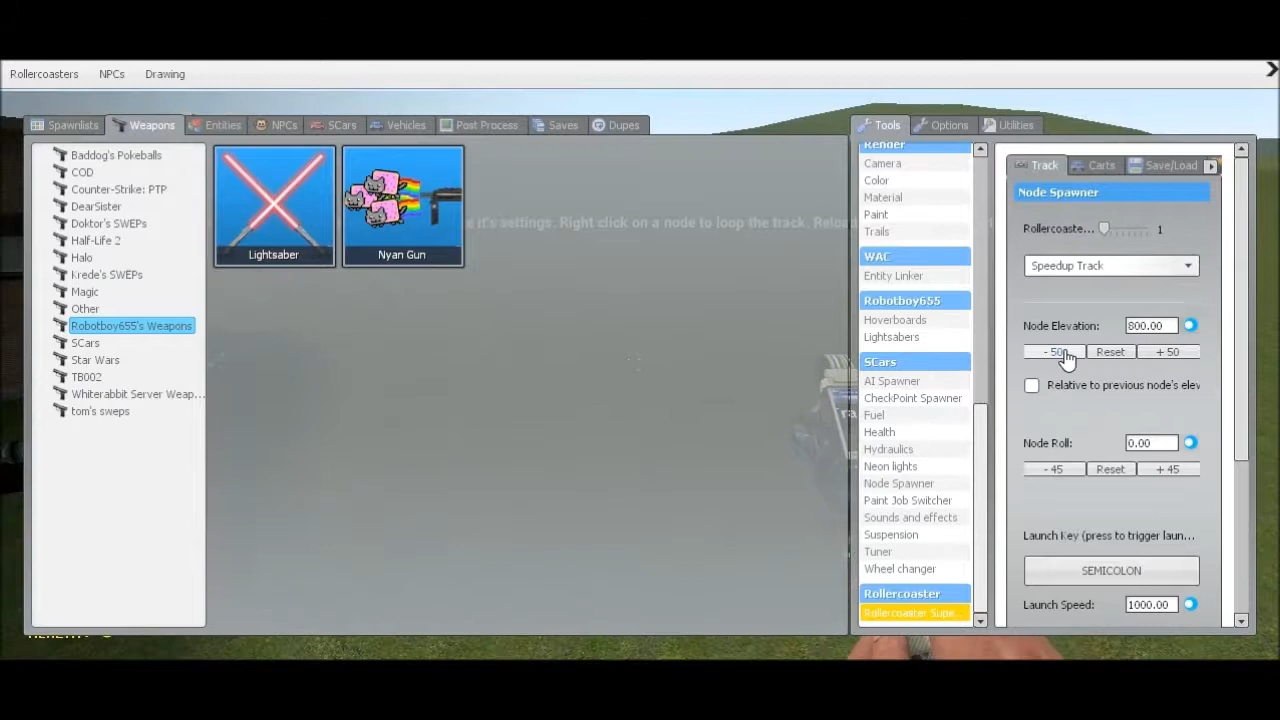 Rollercoasters NPCs Drawing
Spawnlists Weapons Entities NPCs SCars Vehicles Post Process Saves Dupes
Baddog's Pokeballs
COD
Counter-Strike: PTP
DearSister
Doktor's SWEPs
Half-Life 2
Halo
Krede's SWEPs
Magic
Other
Robotboy655's Weapons
SCars
Star Wars
TB002
Whiterabbit Server Weap...
tom's sweps
Lightsaber
Nyan Gun
it's settings. Right click on a node to loop the track.
Tools Options Utilities
Render
Camera
Color
Material
Paint
Trails
WAC
Entity Linker
Robotboy655
Hoverboards
Lightsabers
SCars
AI Spawner
CheckPoint Spawner
Fuel
Health
Hydraulics
Neon lights
Node Spawner
Paint Job Switcher
Sounds and effects
Suspension
Tuner
Wheel changer
Rollercoaster
Rollercoaster Supe...
Track Carts Save/Load
Node Spawner
Rollercoaste... 1
Speedup Track
Node Elevation: 800.00
- 50 Reset + 50
Relative to previous node's elev
Node Roll: 0.00
- 45 Reset + 45
Launch Key (press to trigger laun...
SEMICOLON
Launch Speed: 1000.00